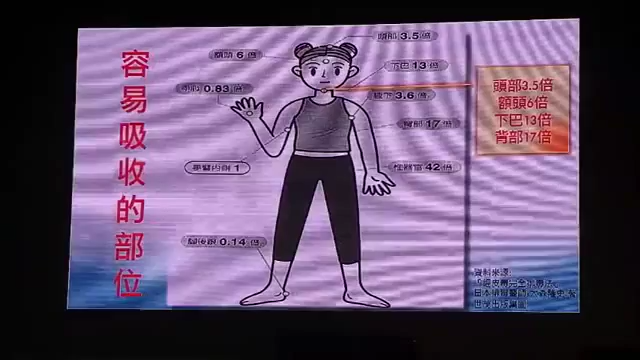 容易吸收的部位
頭部 3.5 倍
額頭 6 倍
下巴 13 倍
0.83 倍
腋下 3.6 倍
背部 17 倍
前臂內側 1
性器官 42 倍
腳後跟 0.14 倍
頭部3.5倍
額頭6倍
下巴13倍
背部17倍
資料來源: